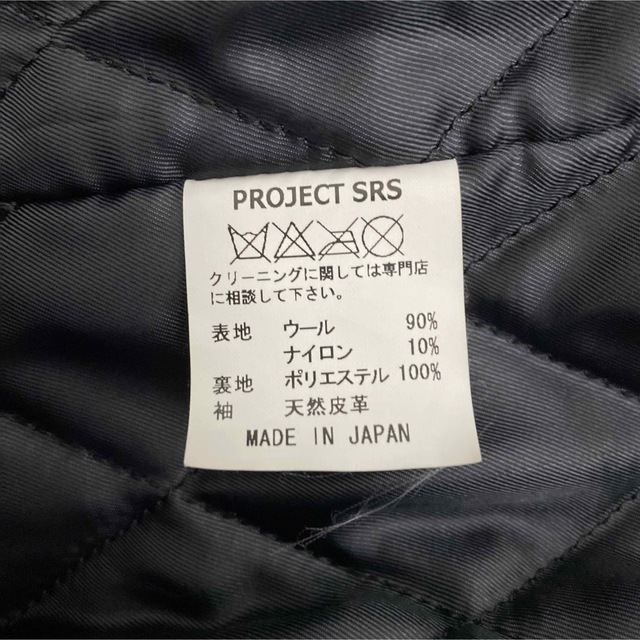 PROJECT SRS
クリーニングに関しては専門店
に相談して下さい。
表地 ウール 90%
ナイロン 10%
裏地 ポリエステル 100%
袖 天然皮革
MADE IN JAPAN